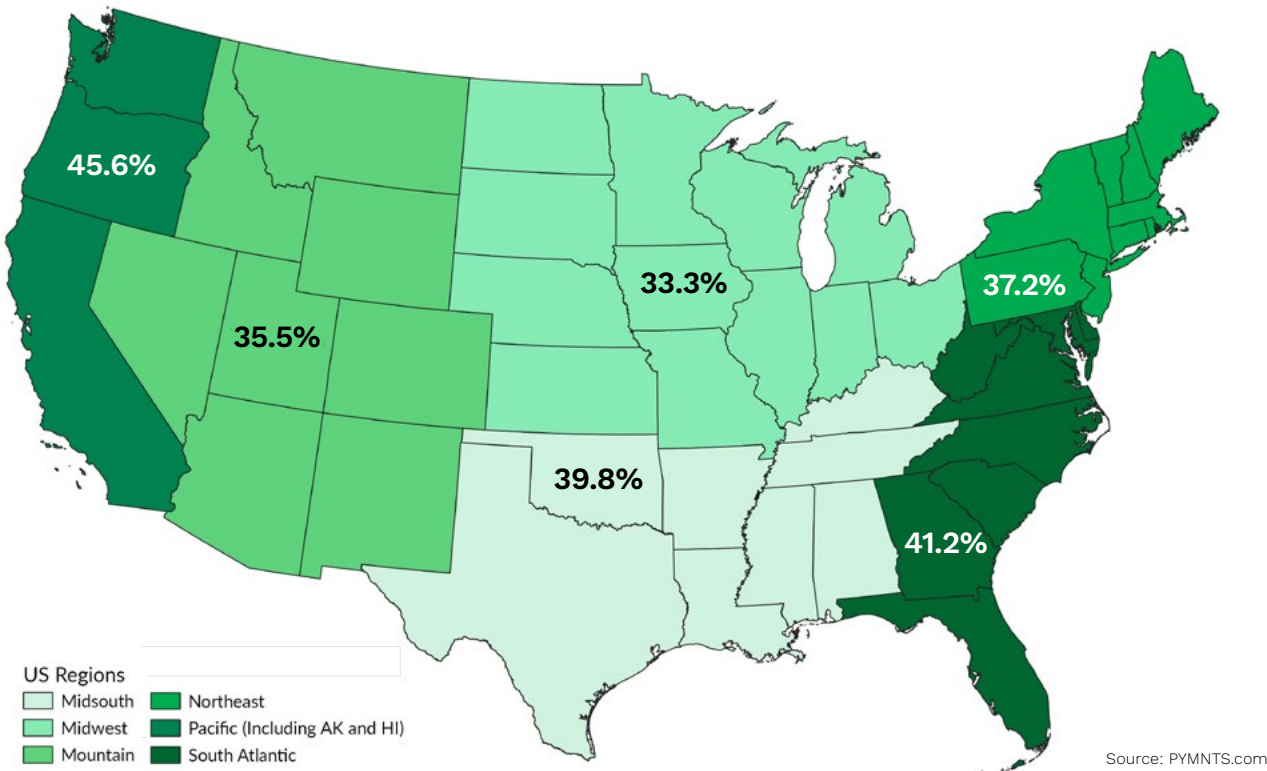 45.6%
33.3%
37.2%
35.5%
39.8%
41.2%
US Regions
Midsouth
Northeast
Midwest
Pacific (Including AK and HI)
Mountain
South Atlantic
Source: PYMNTS.com